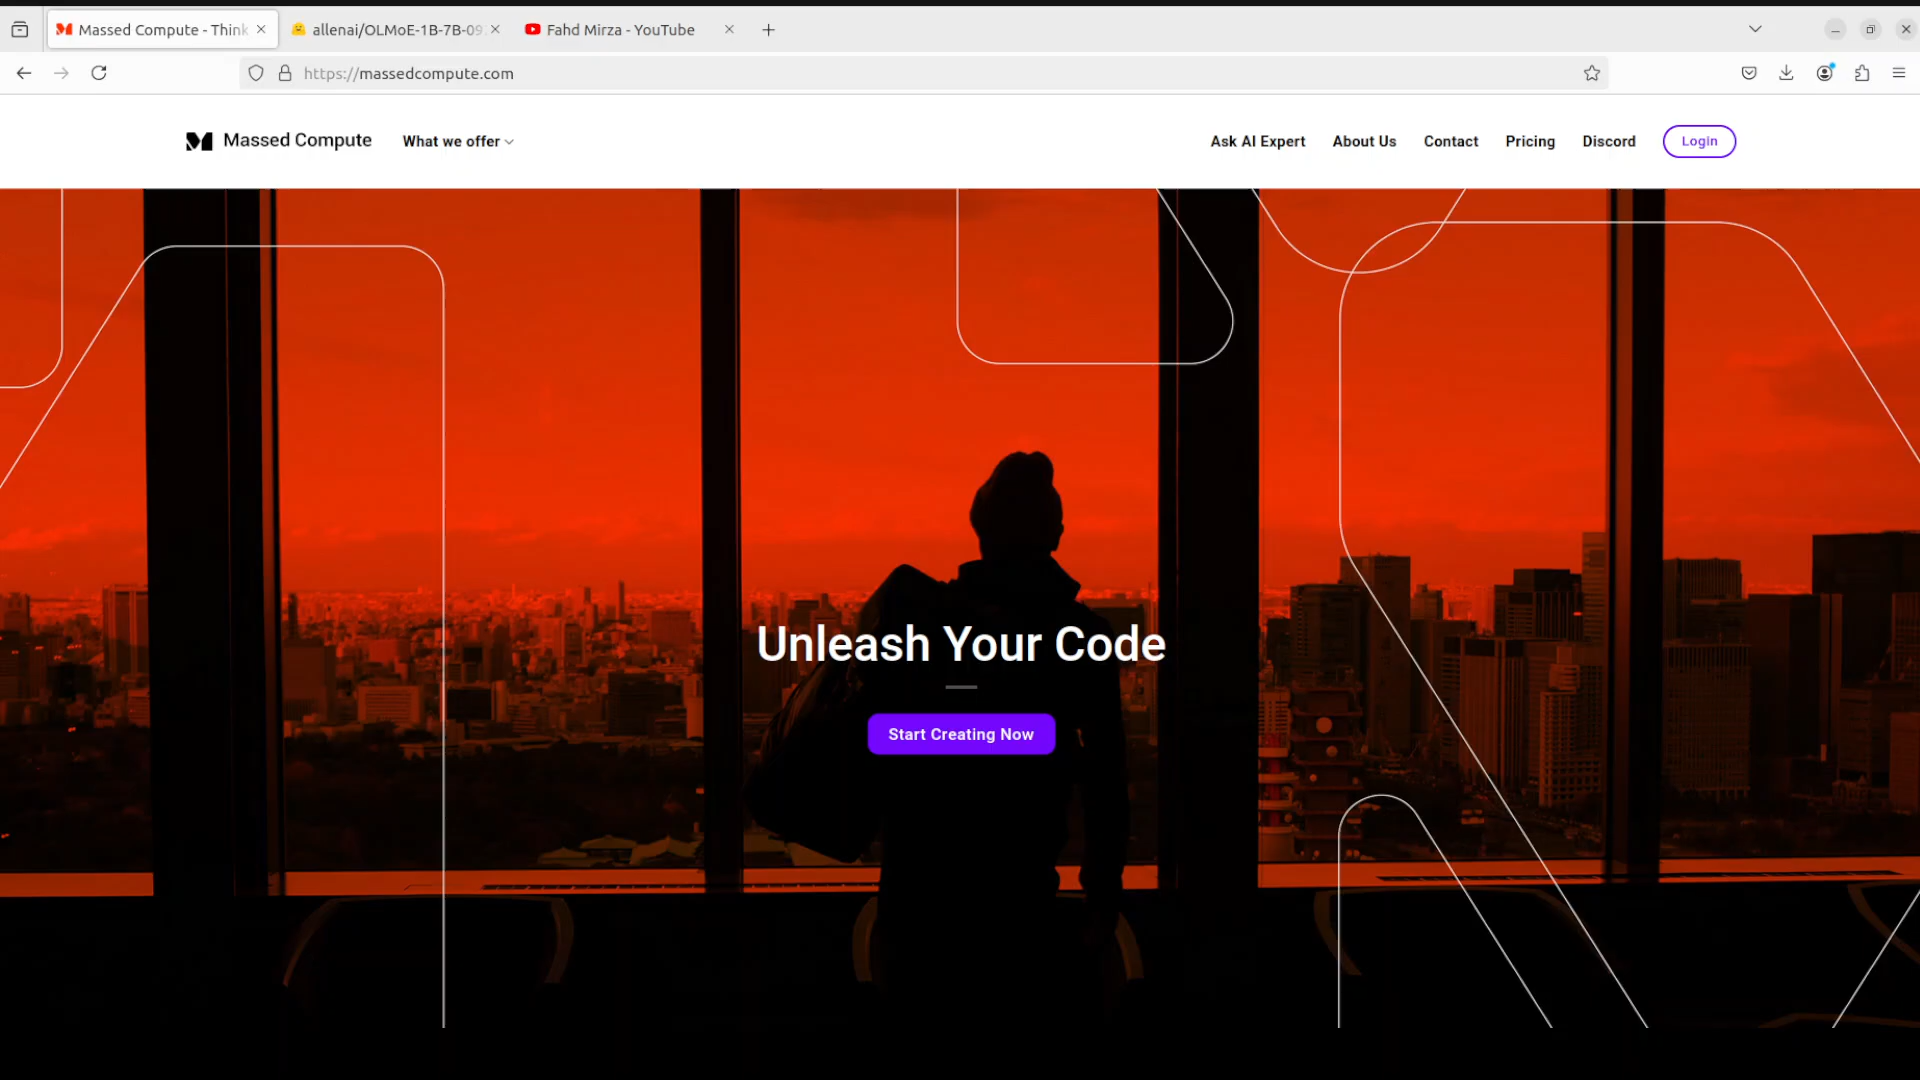 Massed Compute - Think
allenai/OLMoE-1B-7B-09
Fahd Mirza - YouTube
https://massedcompute.com
Massed Compute
What we offer
Ask AI Expert
About Us
Contact
Pricing
Discord
Login
Unleash Your Code
Start Creating Now